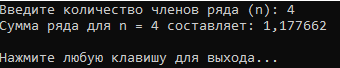 Введите количество членов ряда (n): 4
Сумма ряда для n = 4 составляет: 1,177662
Нажмите любую клавишу для выхода...